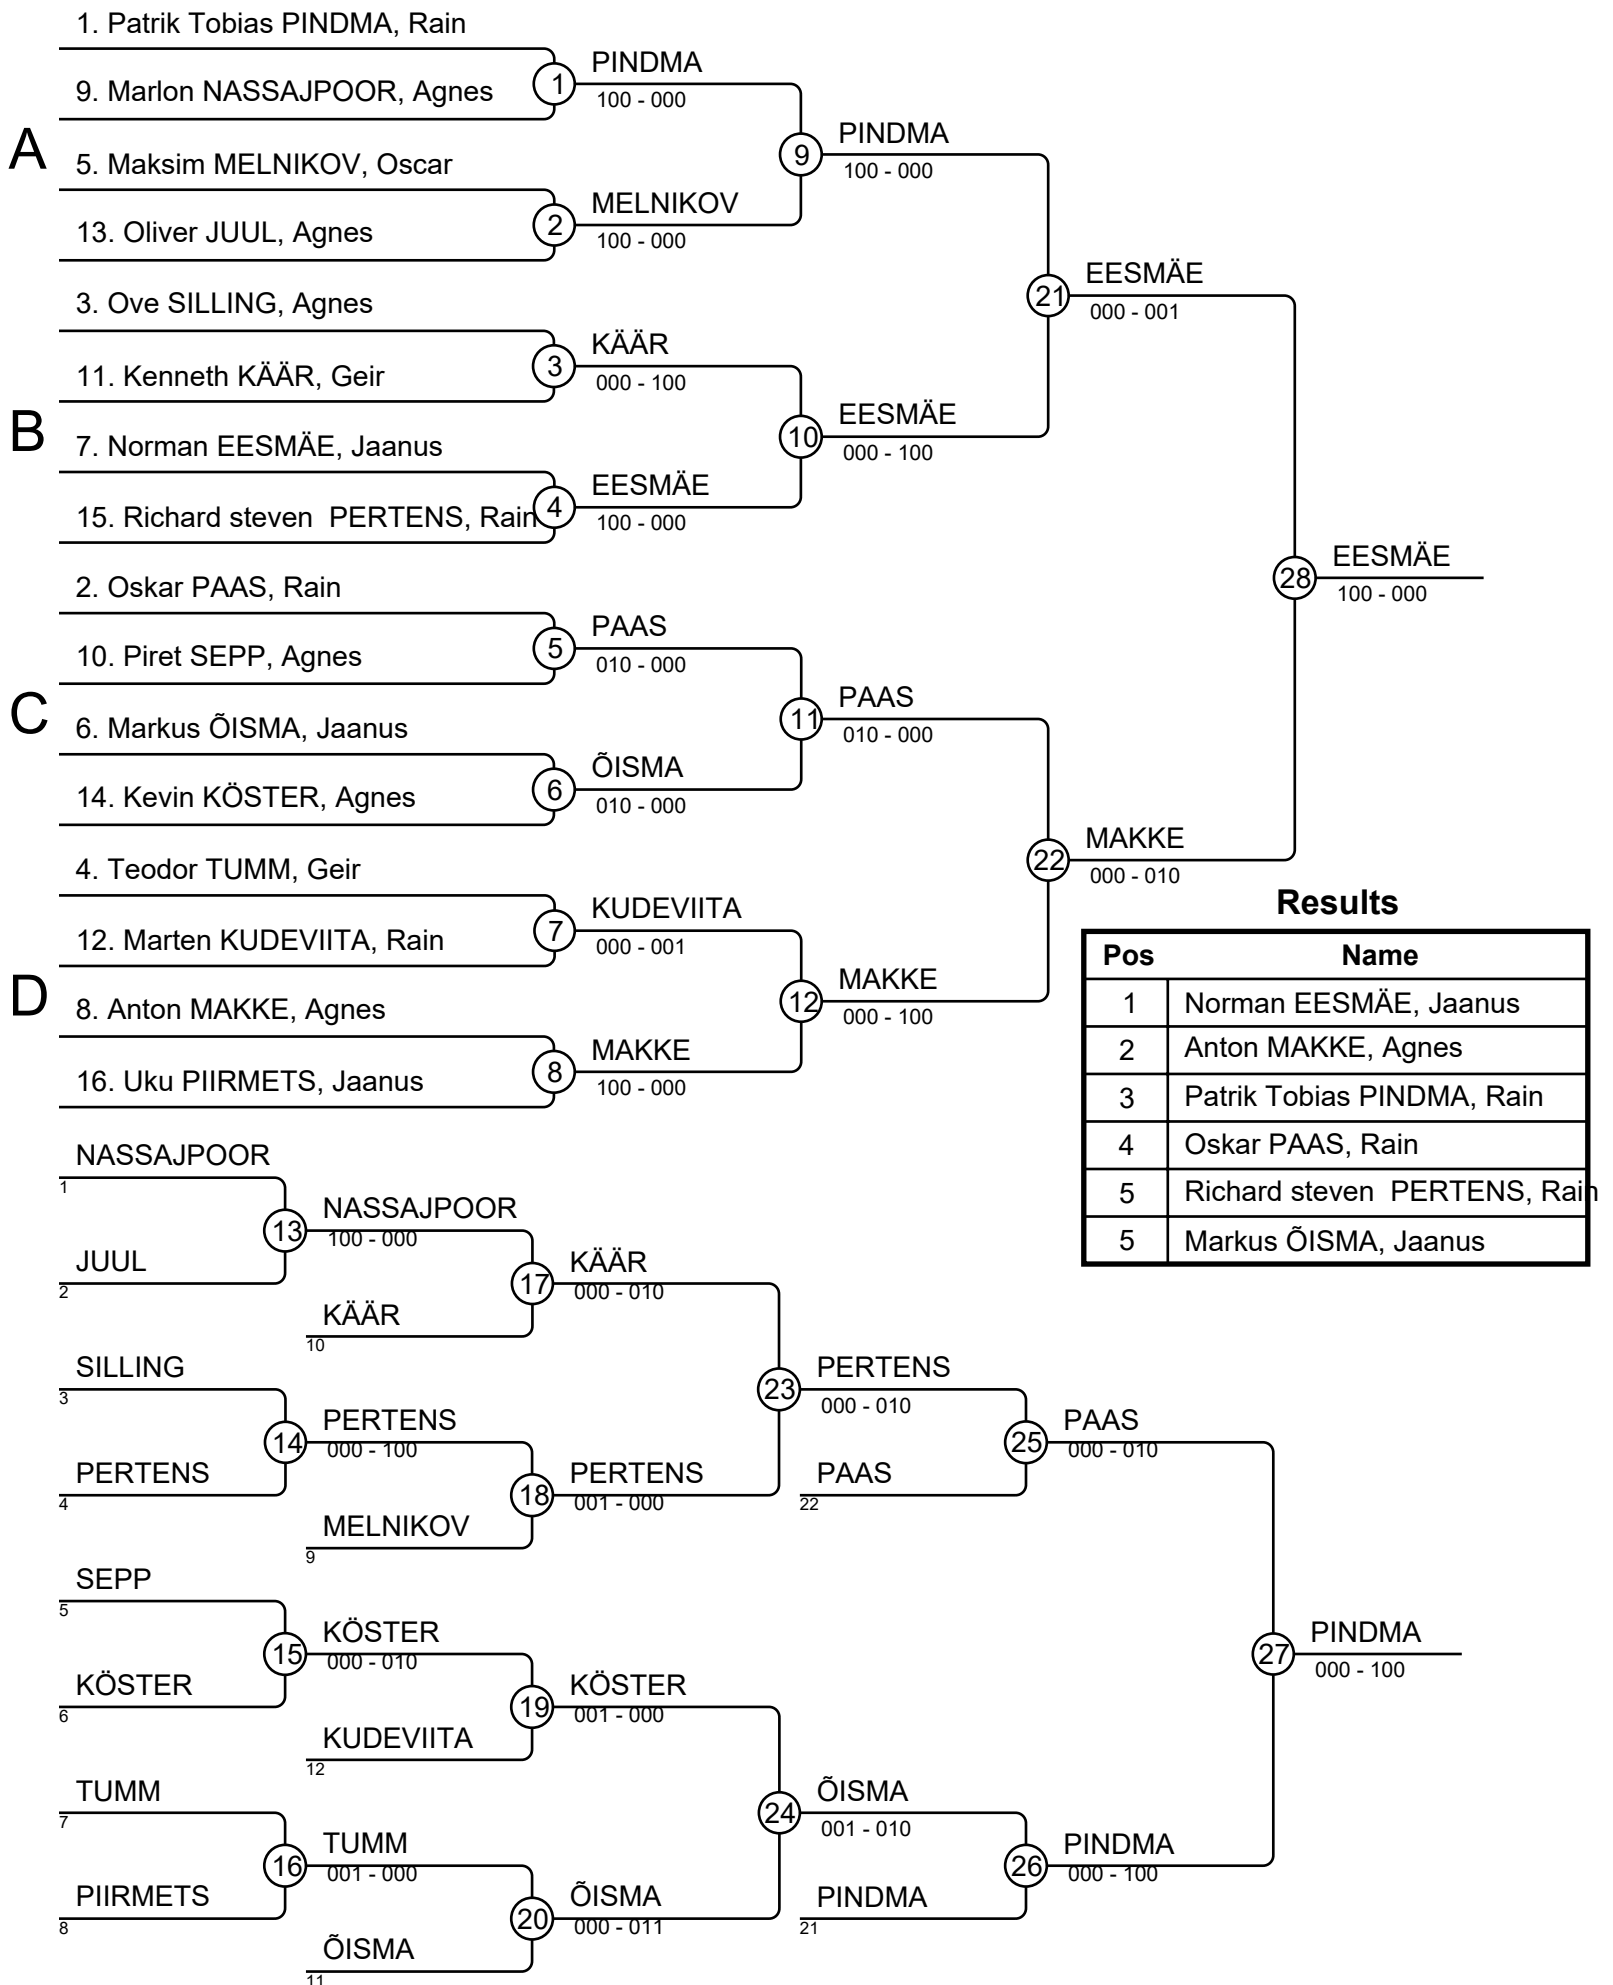 1. Patrik Tobias PINDMA, Rain
9. Marlon NASSAJPOOR, Agnes
1
PINDMA
100 - 000
A
5. Maksim MELNIKOV, Oscar
13. Oliver JUUL, Agnes
2
MELNIKOV
100 - 000
9
PINDMA
100 - 000
3. Ove SILLING, Agnes
11. Kenneth KÄÄR, Geir
3
KÄÄR
000 - 100
B
7. Norman EESMÄE, Jaanus
15. Richard steven  PERTENS, Rain
4
EESMÄE
100 - 000
10
EESMÄE
000 - 100
21
EESMÄE
000 - 001
2. Oskar PAAS, Rain
10. Piret SEPP, Agnes
5
PAAS
010 - 000
C
6. Markus ÕISMA, Jaanus
14. Kevin KÖSTER, Agnes
6
ÕISMA
010 - 000
11
PAAS
010 - 000
4. Teodor TUMM, Geir
12. Marten KUDEVIITA, Rain
7
KUDEVIITA
000 - 001
D
8. Anton MAKKE, Agnes
16. Uku PIIRMETS, Jaanus
8
MAKKE
100 - 000
12
MAKKE
000 - 100
22
MAKKE
000 - 010
28
EESMÄE
100 - 000
Results
Pos Name
1 Norman EESMÄE, Jaanus
2 Anton MAKKE, Agnes
3 Patrik Tobias PINDMA, Rain
4 Oskar PAAS, Rain
5 Richard steven  PERTENS, Rain
5 Markus ÕISMA, Jaanus
NASSAJPOOR
1
JUUL
2
13
NASSAJPOOR
100 - 000
KÄÄR
10
17
KÄÄR
000 - 010
SILLING
3
PERTENS
4
14
PERTENS
000 - 100
MELNIKOV
9
18
PERTENS
001 - 000
23
PERTENS
000 - 010
PAAS
22
25
PAAS
000 - 010
SEPP
5
KÖSTER
6
15
KÖSTER
000 - 010
KUDEVIITA
12
19
KÖSTER
001 - 000
TUMM
7
PIIRMETS
8
16
TUMM
001 - 000
ÕISMA
11
20
ÕISMA
000 - 011
24
ÕISMA
001 - 010
PINDMA
21
26
PINDMA
000 - 100
27
PINDMA
000 - 100